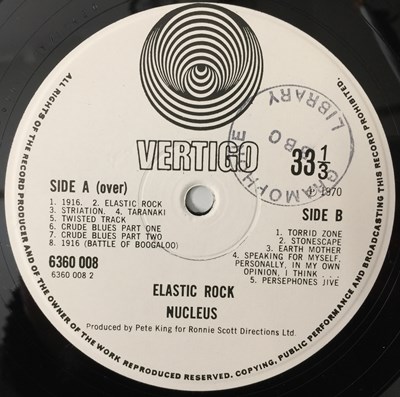 ALL RIGHTS OF THE RECORD PRODUCER AND OF THE OWNER OF THE WORK REPRODUCED RESERVED. COPYING, PUBLIC PERFORMANCE AND BROADCASTING THIS RECORD PROHIBITED.
VERTIGO
33 1/3
GRAMOPHONE
LIBRARY
BBC
1970
SIDE A (over)
1. 1916. 2. ELASTIC ROCK
3. STRIATION. 4. TARANAKI
5. TWISTED TRACK
6. CRUDE BLUES PART ONE
7. CRUDE BLUES PART TWO
8. 1916 (BATTLE OF BOOGALOO)
6360 008
6360 008 2
SIDE B
1. TORRID ZONE
2. STONESCAPE
3. EARTH MOTHER
4. SPEAKING FOR MYSELF,
PERSONALLY, IN MY OWN
OPINION, I THINK . . .
5. PERSEPHONES JIVE
ELASTIC ROCK
NUCLEUS
Produced by Pete King for Ronnie Scott Directions Ltd.